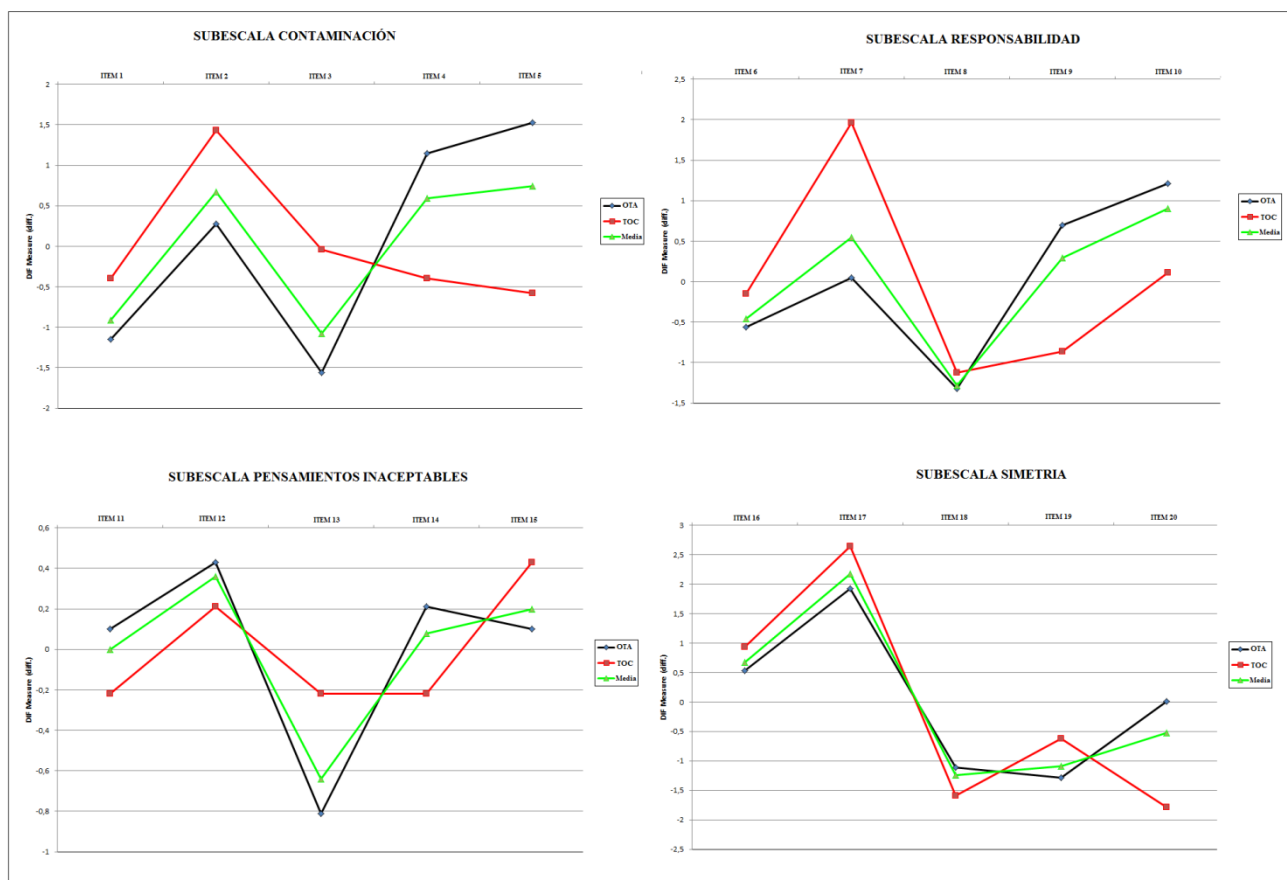 SUBESCALA CONTAMINACIÓN
ITEM 1 ITEM 2 ITEM 3 ITEM 4 ITEM 5
2
1,5
1
0,5
0
-0,5
-1
-1,5
-2
DIF Measure (diff.)
OTA
TOC
Media
SUBESCALA RESPONSABILIDAD
ITEM 6 ITEM 7 ITEM 8 ITEM 9 ITEM 10
2,5
2
1,5
1
0,5
0
-0,5
-1
-1,5
DIF Measure (diff.)
OTA
TOC
Media
SUBESCALA PENSAMIENTOS INACEPTABLES
ITEM 11 ITEM 12 ITEM 13 ITEM 14 ITEM 15
0,6
0,4
0,2
0
-0,2
-0,4
-0,6
-0,8
-1
DIF Measure (diff.)
OTA
TOC
Media
SUBESCALA SIMETRIA
ITEM 16 ITEM 17 ITEM 18 ITEM 19 ITEM 20
3
2,5
2
1,5
1
0,5
0
-0,5
-1
-1,5
-2
-2,5
DIF Measure (diff.)
OTA
TOC
Media